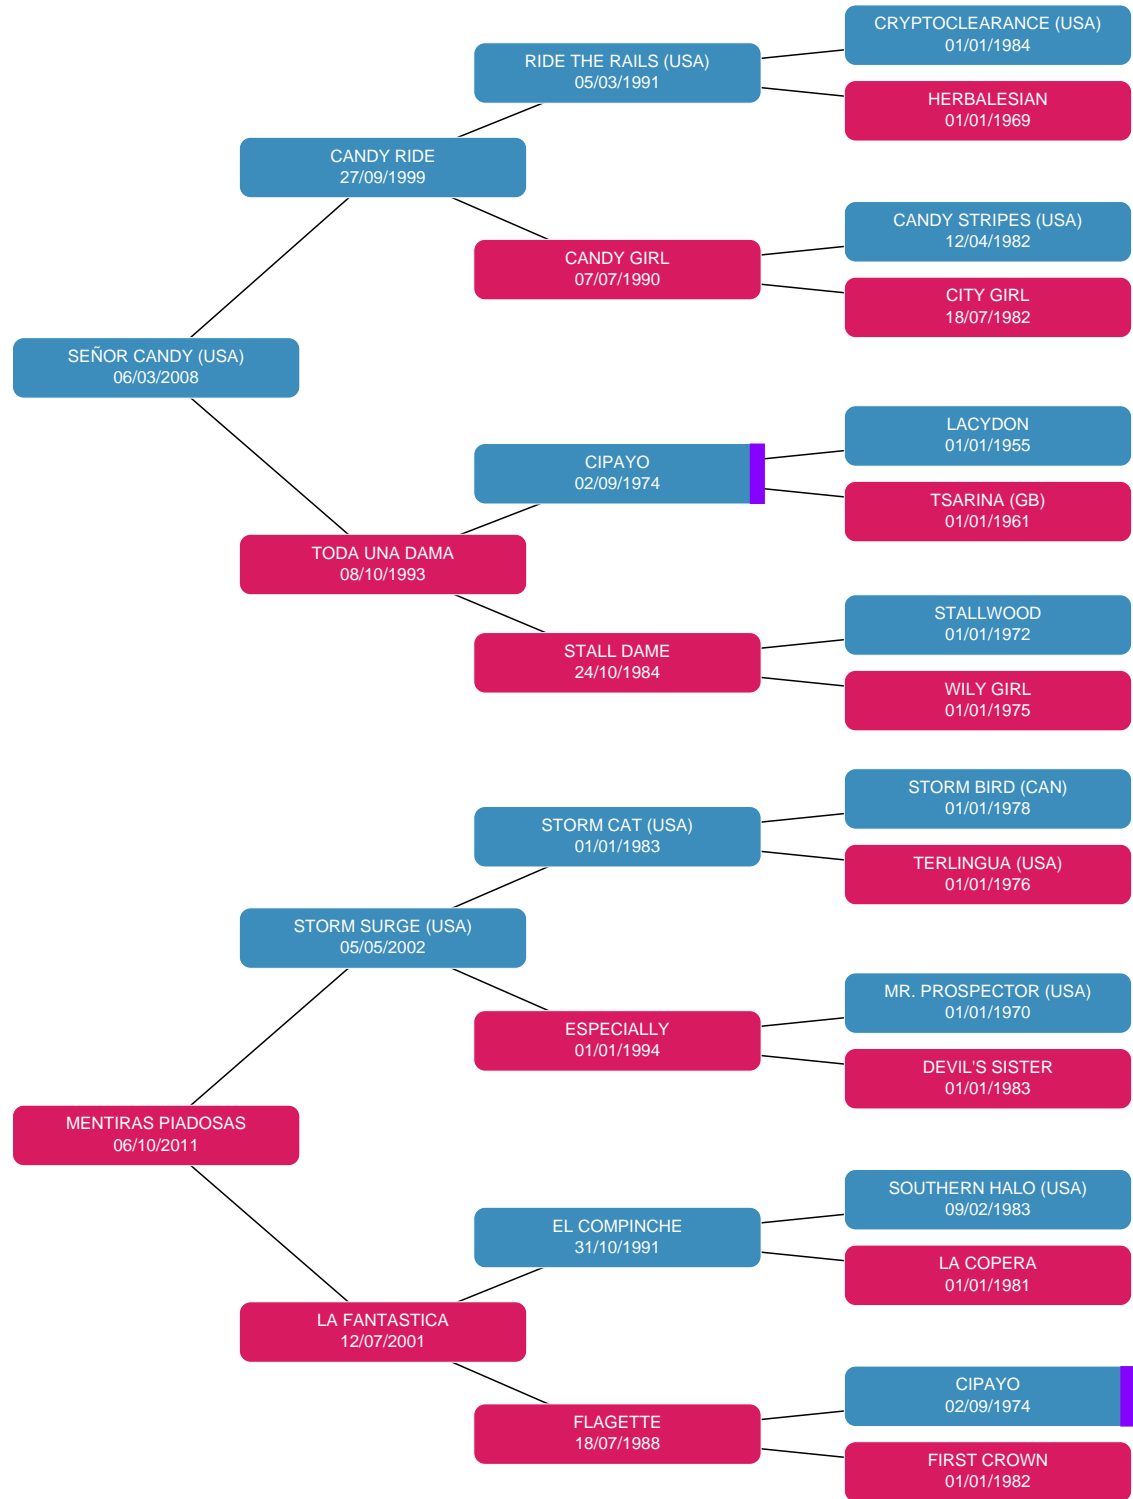 CRYPTOCLEARANCE (USA)
01/01/1984
RIDE THE RAILS (USA)
05/03/1991
HERBALESIAN
01/01/1969
CANDY RIDE
27/09/1999
CANDY STRIPES (USA)
12/04/1982
CANDY GIRL
07/07/1990
CITY GIRL
18/07/1982
SEÑOR CANDY (USA)
06/03/2008
LACYDON
01/01/1955
CIPAYO
02/09/1974
TSARINA (GB)
01/01/1961
TODA UNA DAMA
08/10/1993
STALLWOOD
01/01/1972
STALL DAME
24/10/1984
WILY GIRL
01/01/1975
STORM BIRD (CAN)
01/01/1978
STORM CAT (USA)
01/01/1983
TERLINGUA (USA)
01/01/1976
STORM SURGE (USA)
05/05/2002
MR. PROSPECTOR (USA)
01/01/1970
ESPECIALLY
01/01/1994
DEVIL'S SISTER
01/01/1983
MENTIRAS PIADOSAS
06/10/2011
SOUTHERN HALO (USA)
09/02/1983
EL COMPINCHE
31/10/1991
LA COPERA
01/01/1981
LA FANTASTICA
12/07/2001
CIPAYO
02/09/1974
FLAGETTE
18/07/1988
FIRST CROWN
01/01/1982